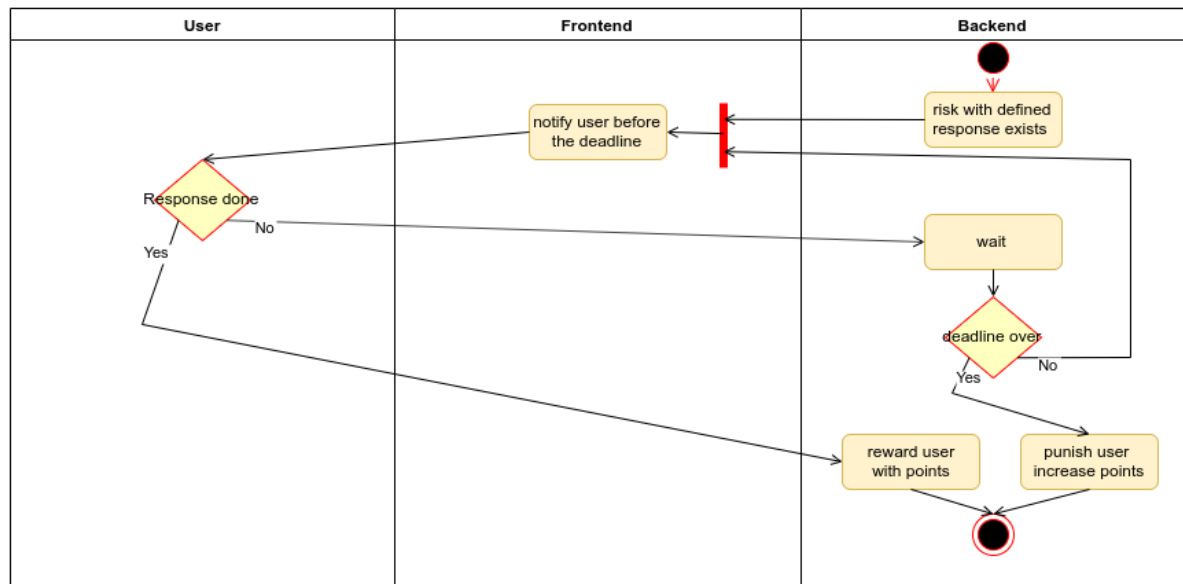 User
Frontend
Backend
risk with defined
response exists
notify user before
the deadline
Response done
No
Yes
wait
deadline over
No
Yes
reward user
with points
punish user
increase points